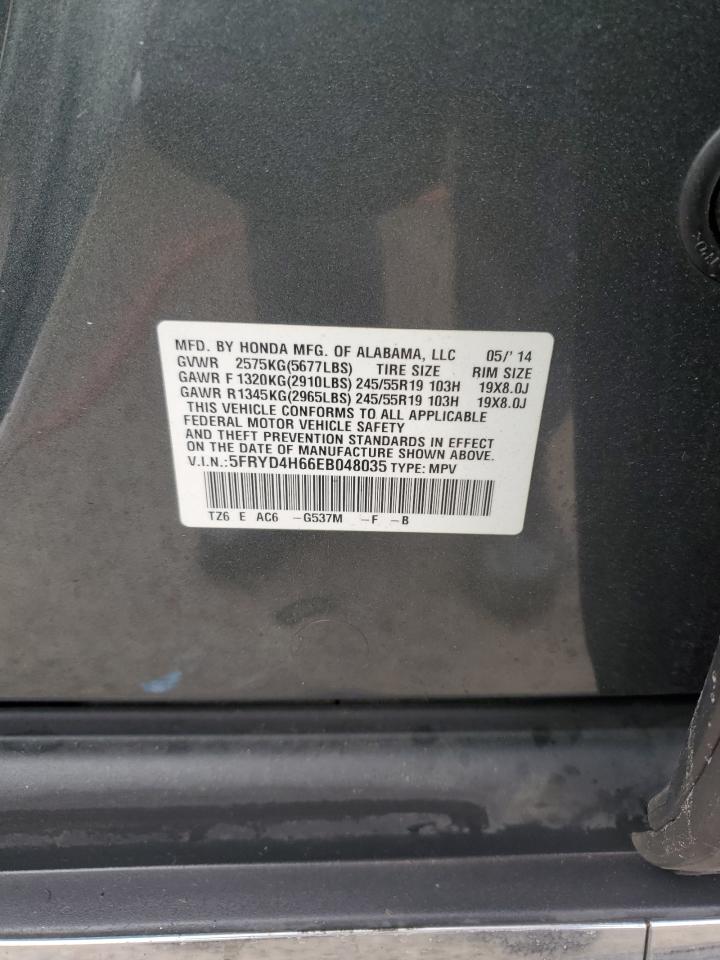 MFD. BY HONDA MFG. OF ALABAMA, LLC 05/'14
GVWR 2575KG(5677LBS) TIRE SIZE RIM SIZE
GAWR F1320KG(2910LBS) 245/55R19 103H 19X8.0J
GAWR R1345KG(2965LBS) 245/55R19 103H 19X8.0J
THIS VEHICLE CONFORMS TO ALL APPLICABLE
FEDERAL MOTOR VEHICLE SAFETY
AND THEFT PREVENTION STANDARDS IN EFFECT
ON THE DATE OF MANUFACTURE SHOWN ABOVE.
V.I.N.:5FRYD4H66EB048035 TYPE: MPV
TZ6 E AC6 -G537M -F -B